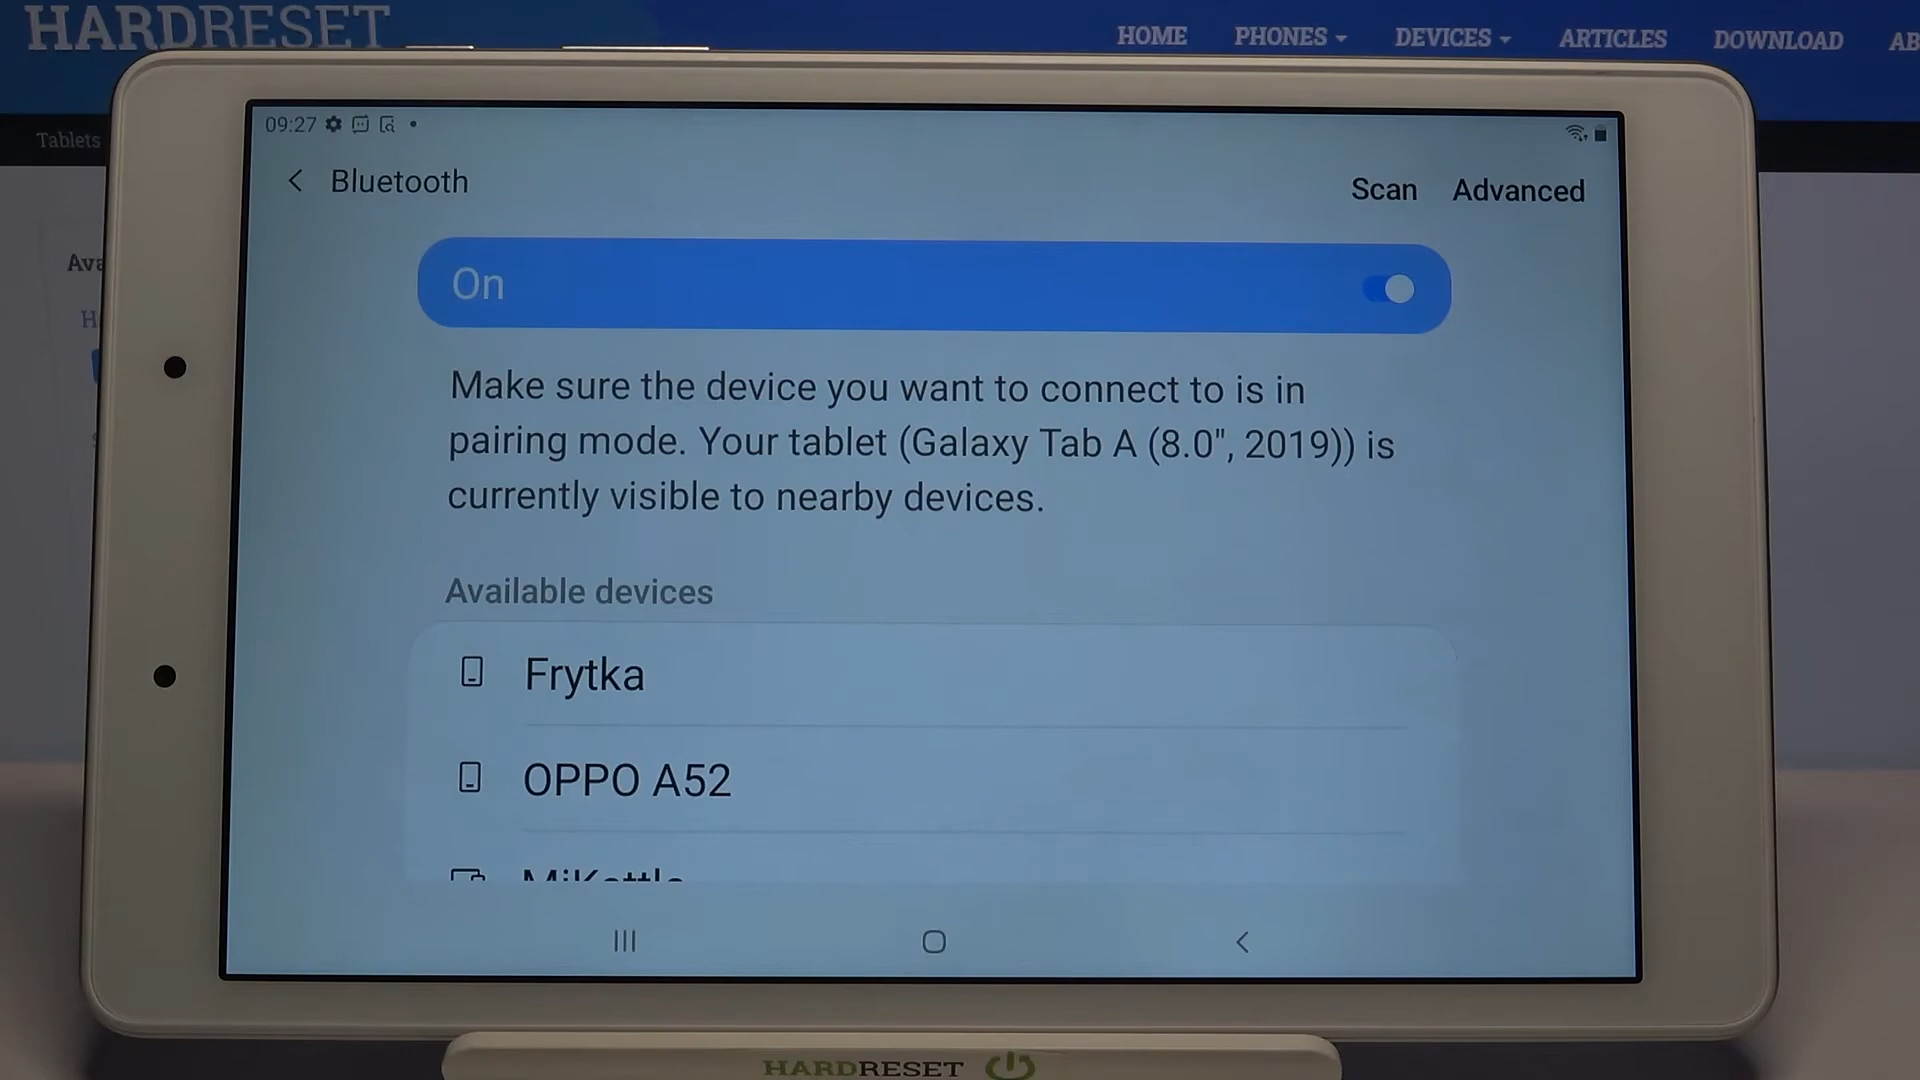 HARDRESET
HOME PHONES DEVICES ARTICLES DOWNLOAD
Tablets
09:27
Bluetooth
Scan Advanced
On
Make sure the device you want to connect to is in
pairing mode. Your tablet (Galaxy Tab A (8.0", 2019)) is
currently visible to nearby devices.
Available devices
Frytka
OPPO A52
MiKettle
HARDRESET